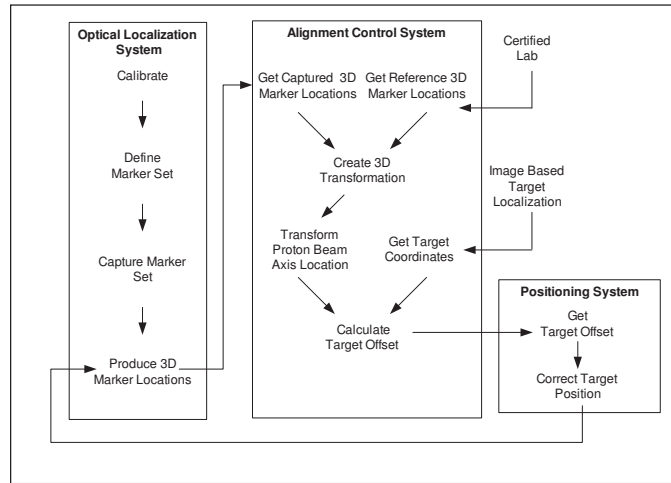 Optical Localization
System
Calibrate
Define
Marker Set
Capture Marker
Set
Produce 3D
Marker Locations
Alignment Control System
Get Captured 3D
Marker Locations
Get Reference 3D
Marker Locations
Create 3D
Transformation
Transform
Proton Beam
Axis Location
Get Target
Coordinates
Calculate
Target Offset
Certified
Lab
Image Based
Target
Localization
Positioning System
Get
Target Offset
Correct Target
Position